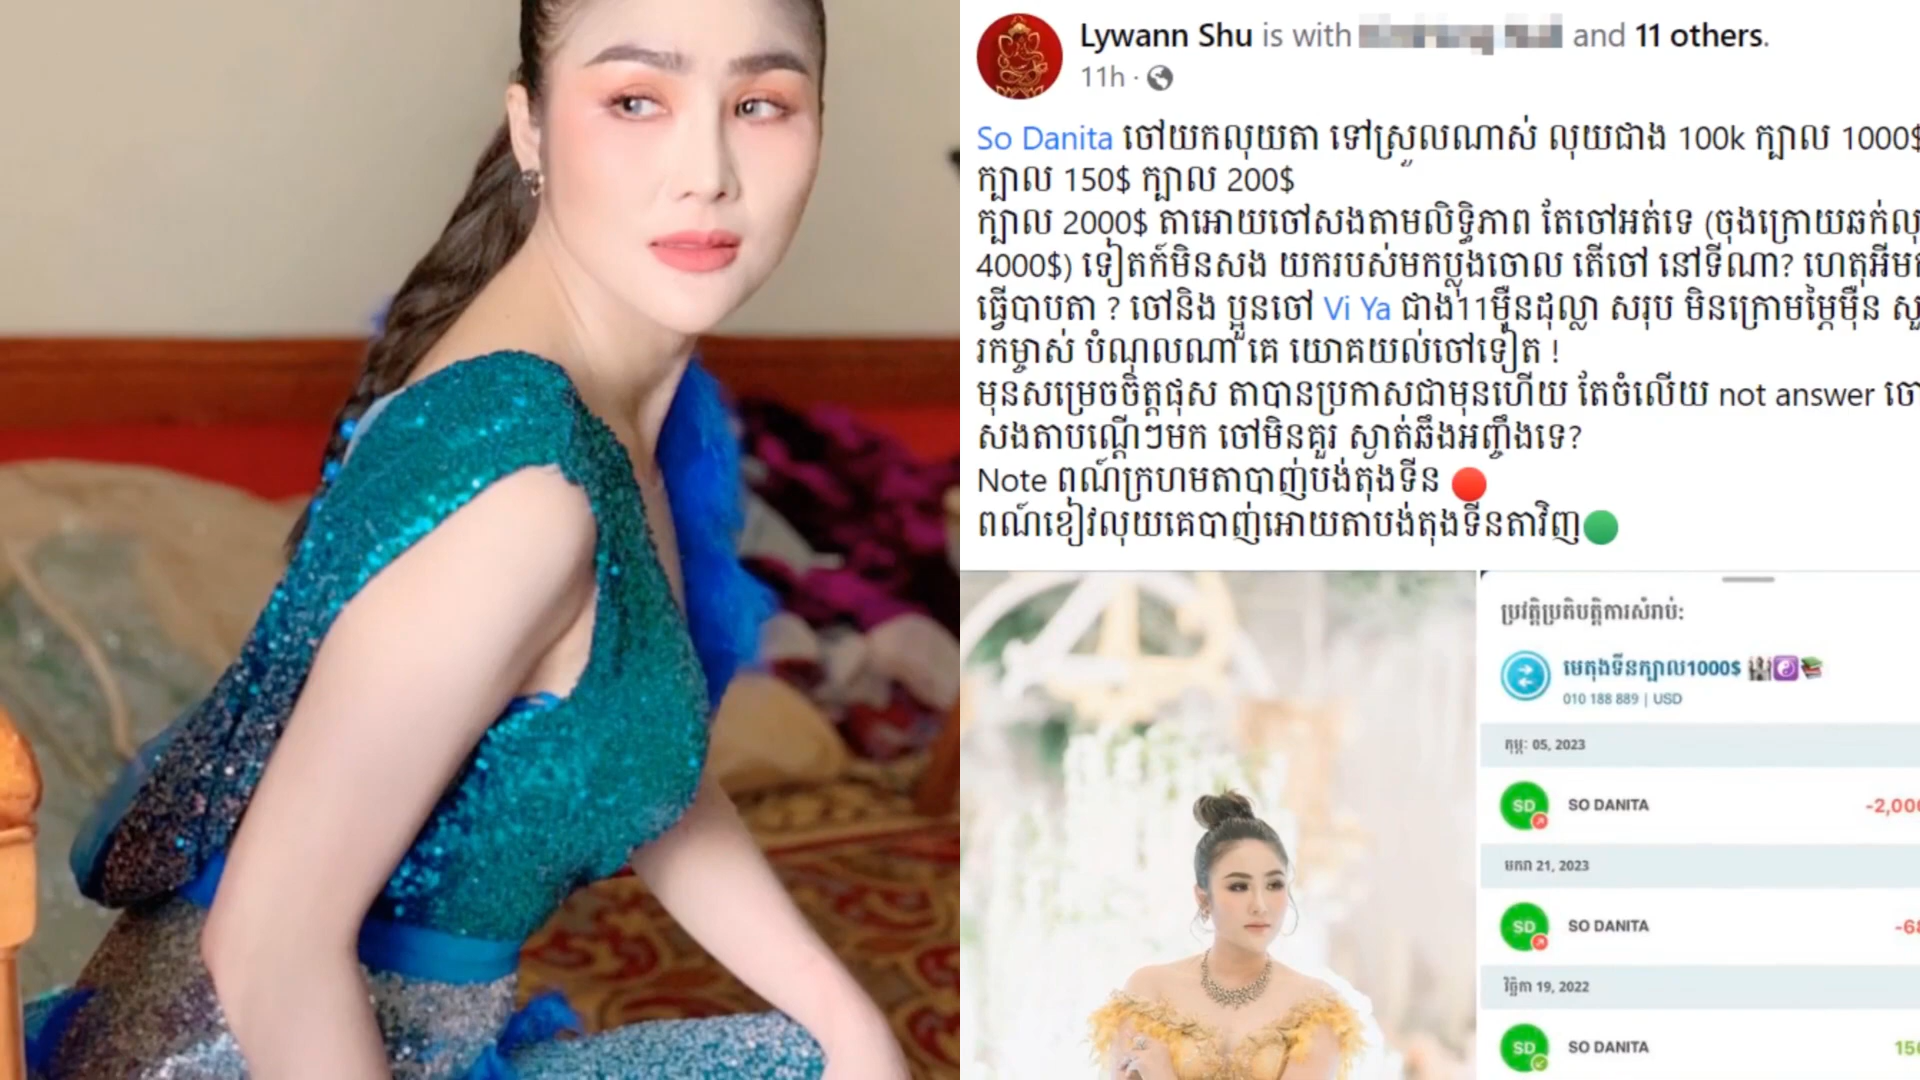 Lywann Shu is with and 11 others.
11h ·
So Danita ចៅយកលុយតា ទៅស្រួលណាស់ លុយជាង 100k ក្បាល 1000$
ក្បាល 150$ ក្បាល 200$
ក្បាល 2000$ តាអោយចៅសងតាមលិទ្ធិភាព តែចៅអត់ទេ (ចុងក្រោយឆក់លុ
4000$) ទៀតក៍មិនសង យករបស់មកប្លុងចោល តើចៅ នៅទីណា? ហេតុអីមក
ធ្វើបាបតា ? ចៅនិង ប្អូនចៅ Vi Ya ជាង11ម៉ឺនដុល្លា សរុប មិនក្រោមម្ភៃម៉ឺន សួ
រកម្ចាស់ បំណុលណា គេ យោគយល់ចៅទៀត !
មុនសម្រេចចិត្តផុស តាបានប្រកាសជាមុនហើយ តែចំលើយ not answer ចៅ
សងតាបណ្ដើៗមក ចៅមិនគួរ ស្ងាត់ឆឹងអញ្ចឹងទេ?
Note ពណ៍ក្រហមតាបាញ់បង់តុងទីន 🔴
ពណ៍ខៀវលុយគេបាញ់អោយតាបង់តុងទីនតាវិញ🟢
ប្រវត្តិប្រតិបត្តិការសំរាប់:
មេតុងទីនក្បាល1000$ 🏰☯️📚
010 188 889 | USD
កុម្ភៈ 05, 2023
SD SO DANITA -2,000
មករា 21, 2023
SD SO DANITA -68
វិច្ឆិកា 19, 2022
SD SO DANITA 150